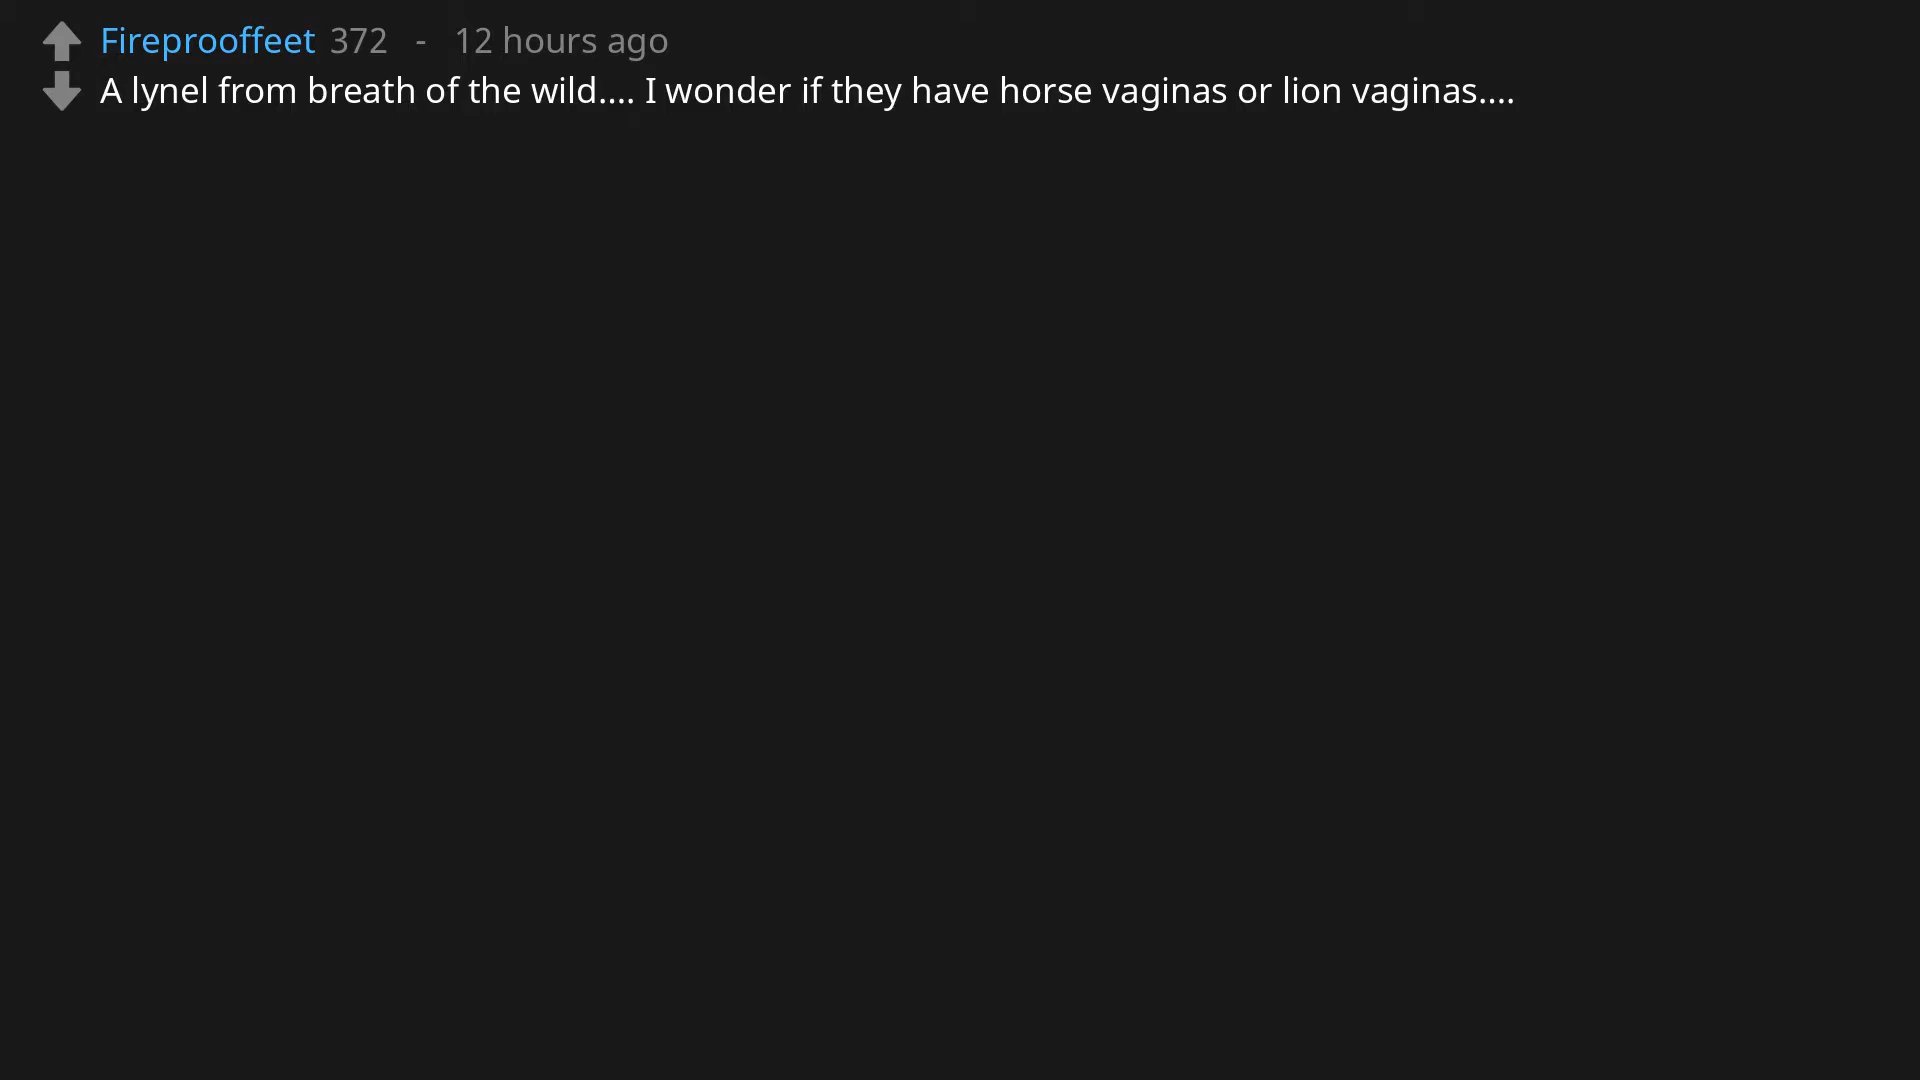 Fireprooffeet 372 - 12 hours ago
A lynel from breath of the wild.... I wonder if they have horse vaginas or lion vaginas....